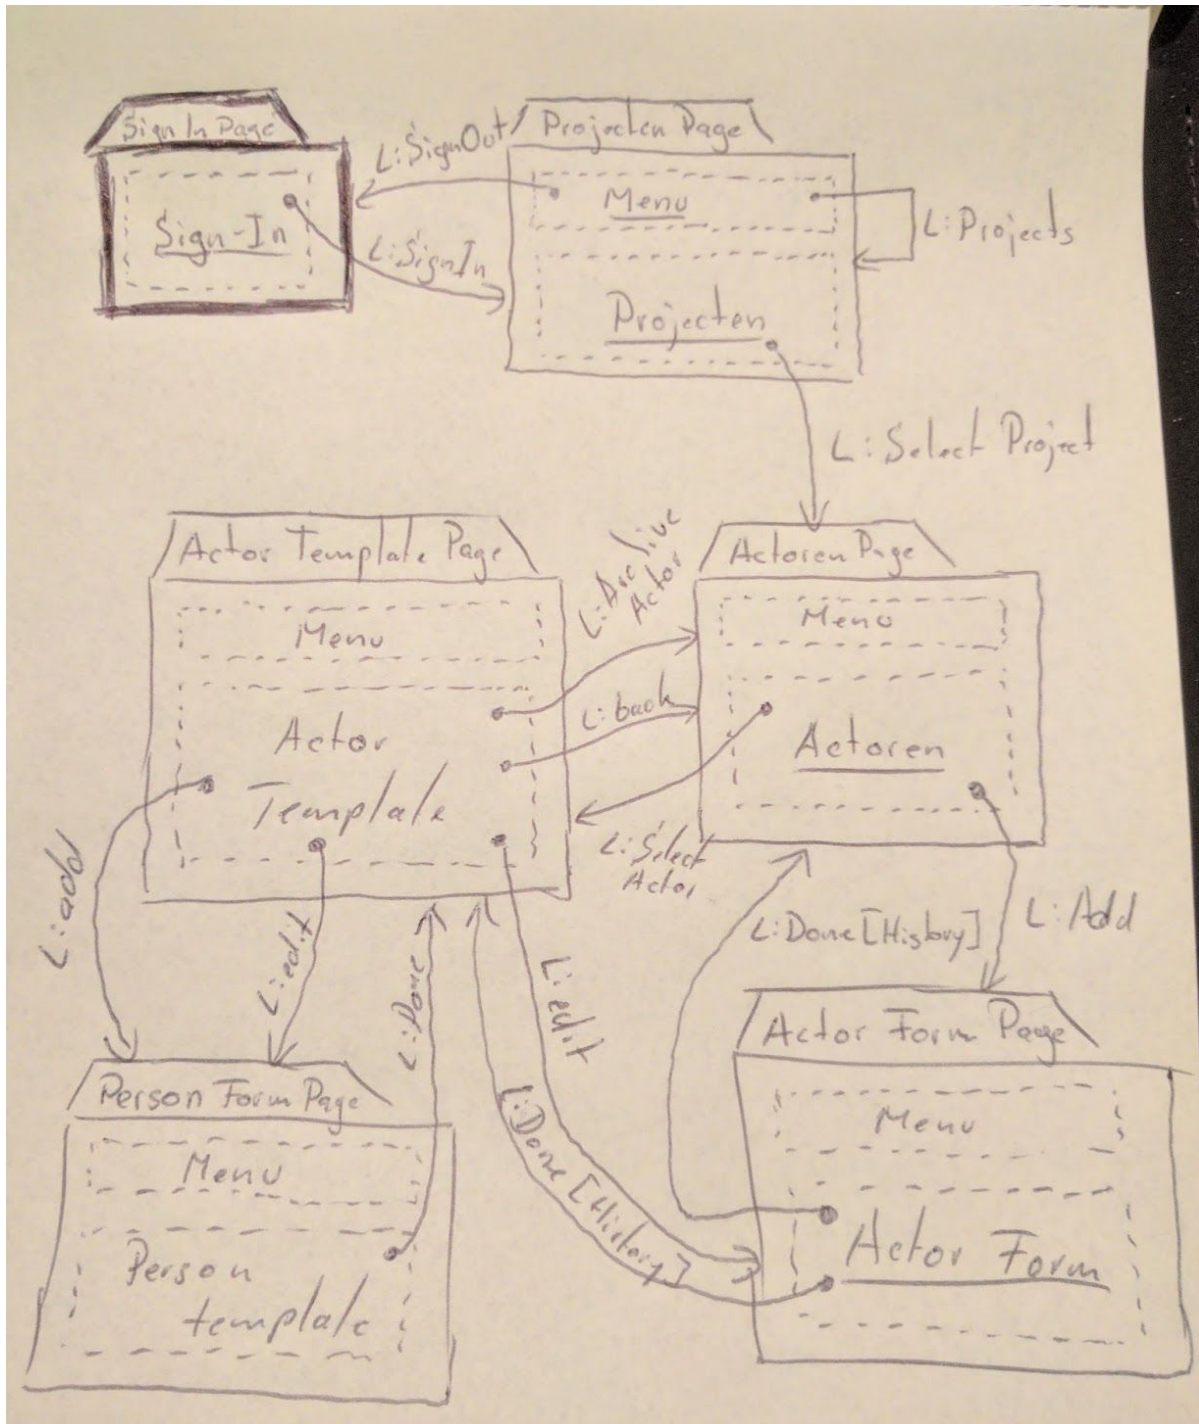 Sign In Page
Sign-In
L:SignOut
L:SignIn
Projecten Page
Menu
Projecten
L:Projects
L:Select Project
Actor Template Page
Menu
Actor
Template
L:Archive
Actor
L:back
L:Select
Actor
Actoren Page
Menu
Actoren
L:add
L:edit
L:Done
L:edit
L:Done [History]
L:Done [History]
L:Add
Person Form Page
Menu
Person
template
Actor Form Page
Menu
Actor Form